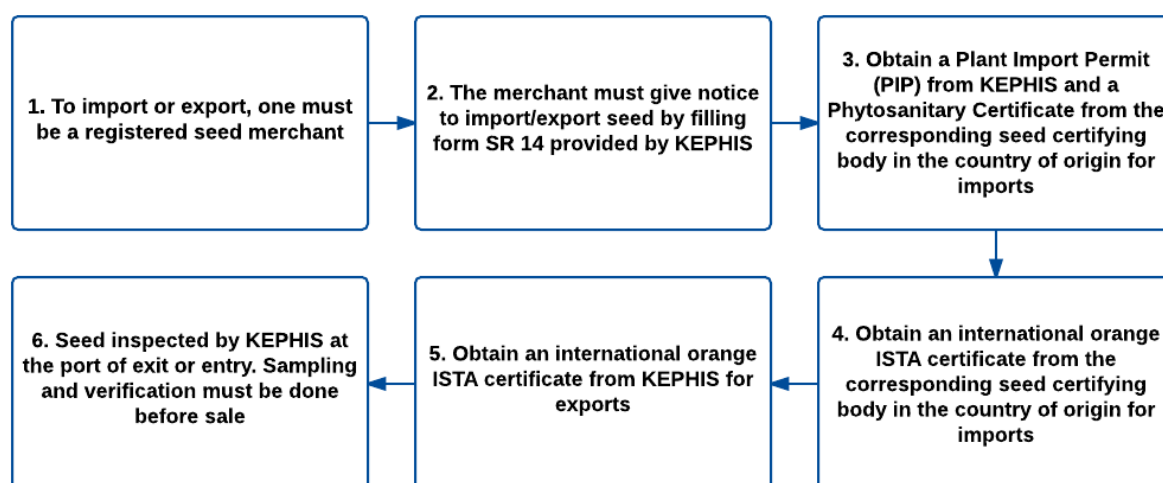 1. To import or export, one must
be a registered seed merchant
2. The merchant must give notice
to import/export seed by filling
form SR 14 provided by KEPHIS
3. Obtain a Plant Import Permit
(PIP) from KEPHIS and a
Phytosanitary Certificate from the
corresponding seed certifying
body in the country of origin for
imports
4. Obtain an international orange
ISTA certificate from the
corresponding seed certifying
body in the country of origin for
imports
5. Obtain an international orange
ISTA certificate from KEPHIS for
exports
6. Seed inspected by KEPHIS at
the port of exit or entry. Sampling
and verification must be done
before sale